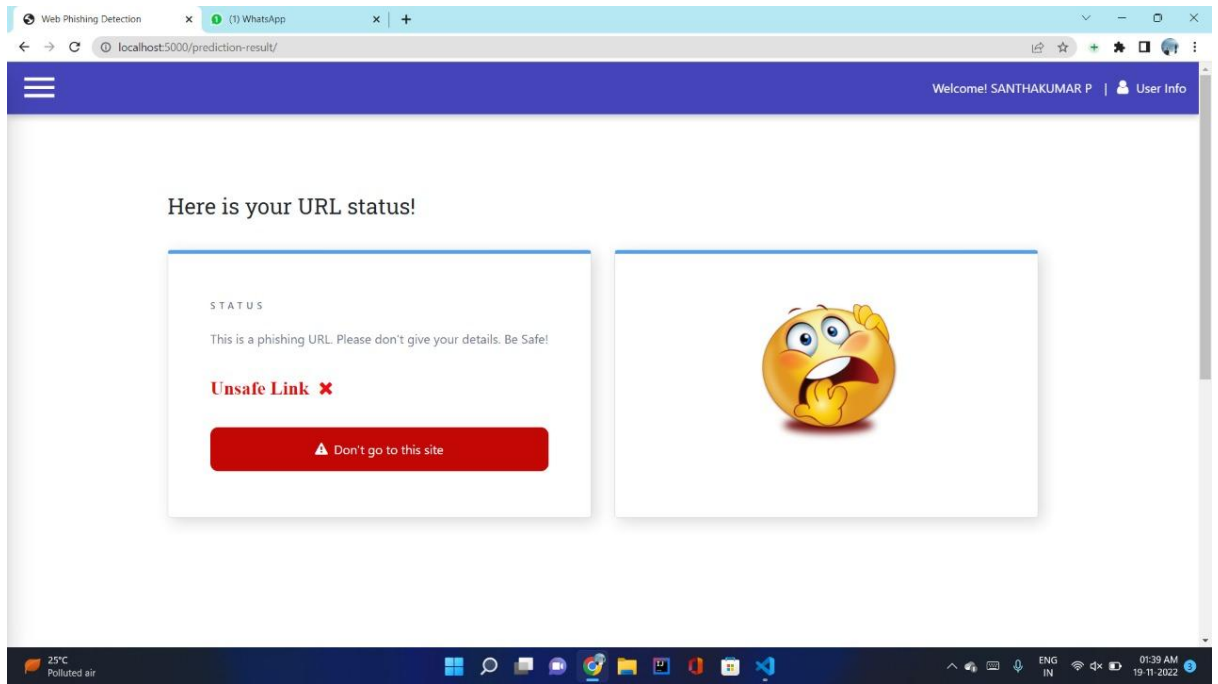 Web Phishing Detection
(1) WhatsApp
localhost:5000/prediction-result/
Welcome! SANTHAKUMAR P | User Info
Here is your URL status!
STATUS
This is a phishing URL. Please don't give your details. Be Safe!
Unsafe Link
Don't go to this site
25°C
Polluted air
ENG
IN
01:39 AM
19-11-2022
3